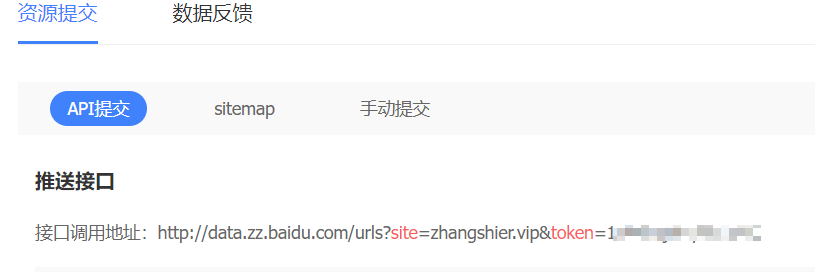 资源提交 数据反馈
API提交 sitemap 手动提交
推送接口
接口调用地址：http://data.zz.baidu.com/urls?site=zhangshier.vip&token=1